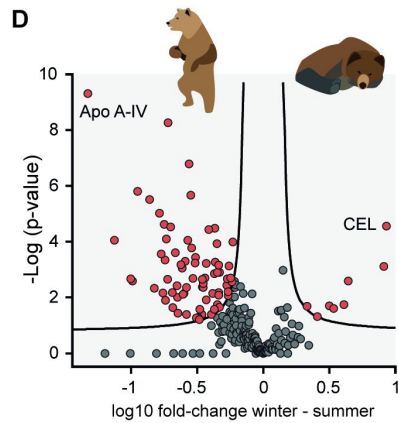 D
10
8
6
4
2
0
-Log (p-value)
Apo A-IV
CEL
-1
-0.5
0
0.5
1
log10 fold-change winter - summer